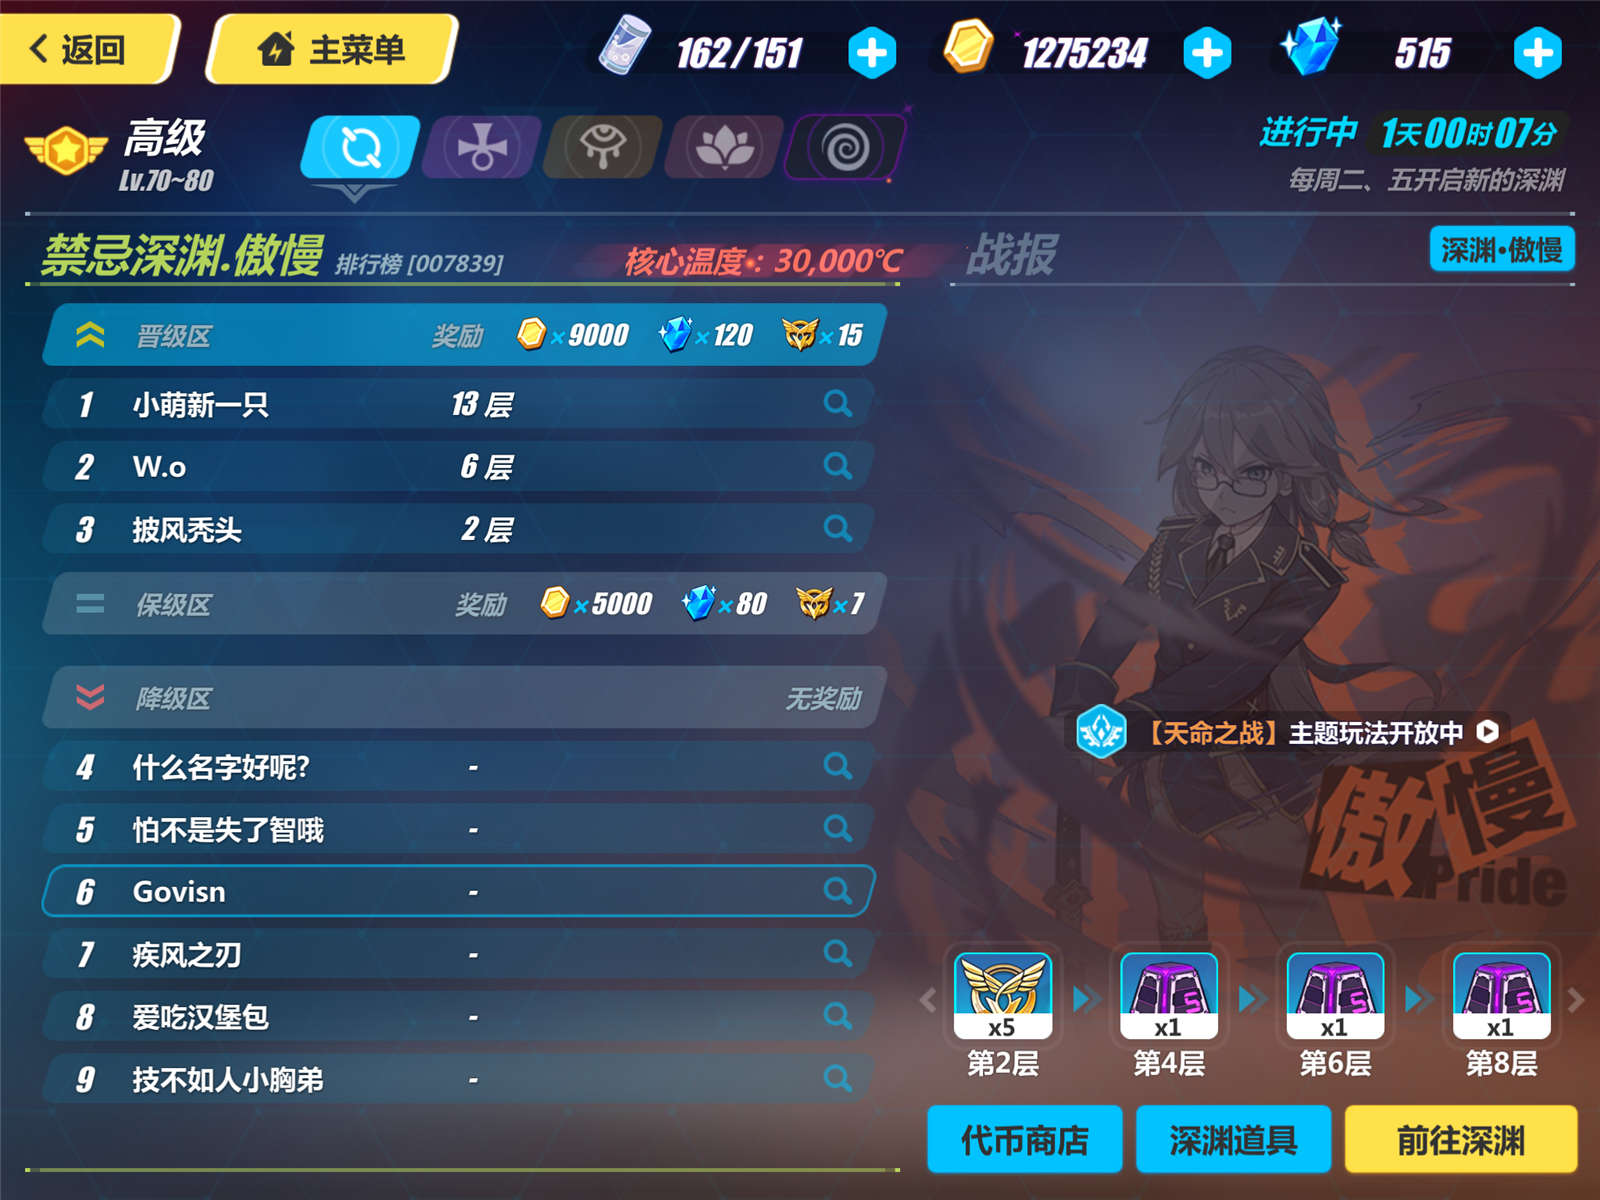 返回
主菜单
162/151
1275234
515
高级
Lv.70~80
进行中 1天00时07分
每周二、五开启新的深渊
禁忌深渊.傲慢 排行榜 [007839]
核心温度：30,000℃
战报
深渊·傲慢
晋级区 奖励 ×9000 ×120 ×15
1 小萌新一只 13 层
2 W.o 6 层
3 披风秃头 2 层
保级区 奖励 ×5000 ×80 ×7
降级区 无奖励
4 什么名字好呢? -
5 怕不是失了智哦 -
6 Govisn -
7 疾风之刃 -
8 爱吃汉堡包 -
9 技不如人小胸弟 -
【天命之战】主题玩法开放中
傲慢
Pride
x5 x1 x1 x1
第2层 第4层 第6层 第8层
代币商店 深渊道具 前往深渊